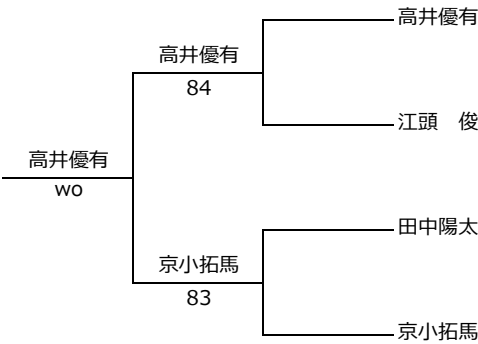 高井優有
高井優有
84
江頭　俊
高井優有
wo
田中陽太
京小拓馬
83
京小拓馬